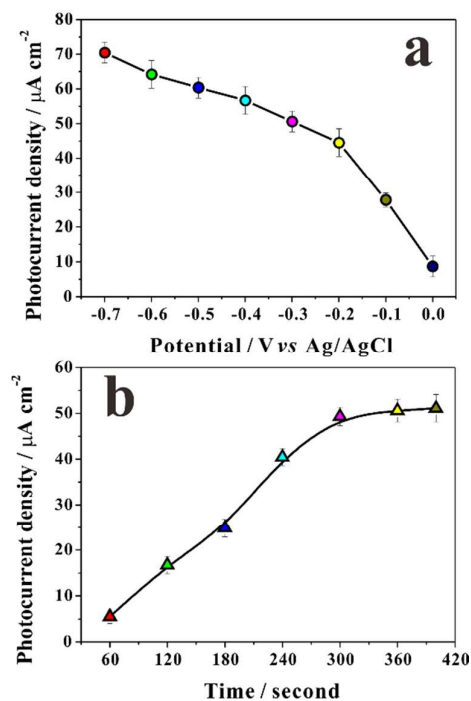 a
80
70
60
50
40
30
20
10
0
Photocurrent density / μA cm⁻²
-0.7 -0.6 -0.5 -0.4 -0.3 -0.2 -0.1 0.0
Potential / V vs Ag/AgCl
b
60
50
40
30
20
10
0
Photocurrent density / μA cm⁻²
60 120 180 240 300 360 420
Time / second